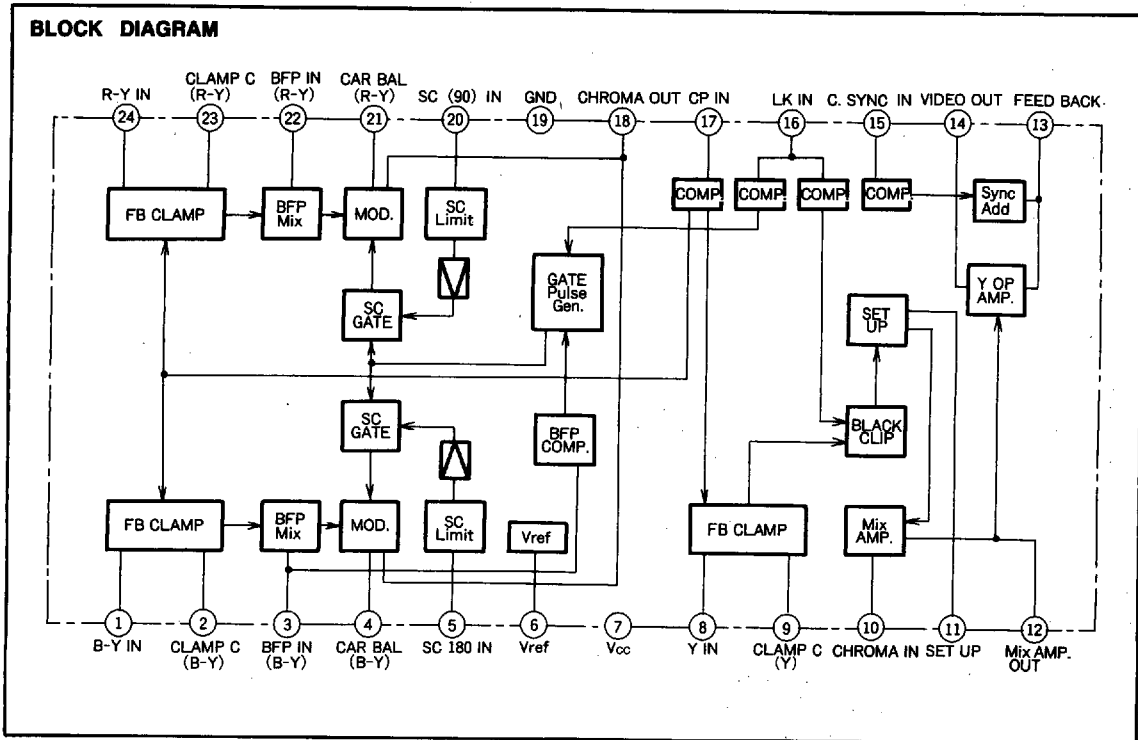 BLOCK DIAGRAM
R-Y IN
CLAMP C
(R-Y)
BFP IN
(R-Y)
CAR BAL
(R-Y)
SC (90) IN
GND
CHROMA OUT
CP IN
LK IN
C. SYNC IN
VIDEO OUT
FEED BACK
24
23
22
21
20
19
18
17
16
15
14
13
FB CLAMP
BFP
Mix
MOD.
SC
Limit
COMP
COMP.
COMP.
COMP
Sync
Add
GATE
Pulse
Gen.
Y OP
AMP.
SC
GATE
SET
UP
SC
GATE
BFP
COMP.
BLACK
CLIP
FB CLAMP
BFP
Mix
MOD.
SC
Limit
Vref
FB CLAMP
Mix
AMP.
1
2
3
4
5
6
7
8
9
10
11
12
B-Y IN
CLAMP C
(B-Y)
BFP IN
(B-Y)
CAR BAL
(B-Y)
SC 180 IN
Vref
Vcc
Y IN
CLAMP C
(Y)
CHROMA IN
SET UP
Mix AMP.
OUT